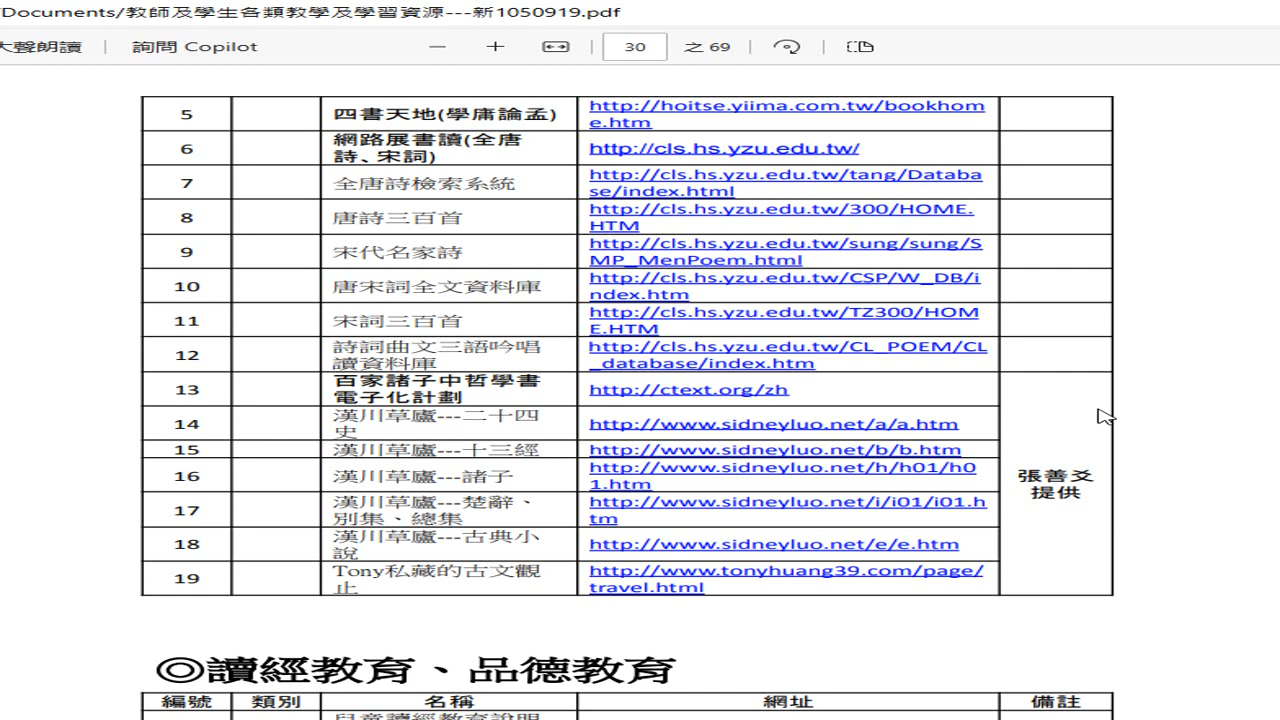 Documents/教師及學生各類教學及學習資源---新1050919.pdf
大聲朗讀 詢問 Copilot 30 之 69
5 四書天地(學庸論孟) http://hoitse.yiima.com.tw/bookhom
e.htm
6 網路展書讀(全唐
詩、宋詞) http://cls.hs.yzu.edu.tw/
7 全唐詩檢索系統 http://cls.hs.yzu.edu.tw/tang/Databa
se/index.html
8 唐詩三百首 http://cls.hs.yzu.edu.tw/300/HOME.
HTM
9 宋代名家詩 http://cls.hs.yzu.edu.tw/sung/sung/S
MP_MenPoem.html
10 唐宋詞全文資料庫 http://cls.hs.yzu.edu.tw/CSP/W_DB/i
ndex.htm
11 宋詞三百首 http://cls.hs.yzu.edu.tw/TZ300/HOM
E.HTM
12 詩詞曲文三語吟唱 http://cls.hs.yzu.edu.tw/CL_POEM/CL
讀資料庫 _database/index.htm
13 百家諸子中哲學書
電子化計劃 http://ctext.org/zh
14 漢川草廬---二十四
史 http://www.sidneyluo.net/a/a.htm
15 漢川草廬---十三經 http://www.sidneyluo.net/b/b.htm
16 漢川草廬---諸子 http://www.sidneyluo.net/h/h01/h0
1.htm
張善爻
提供
17 漢川草廬---楚辭、 http://www.sidneyluo.net/i/i01/i01.h
別集、總集 tm
18 漢川草廬---古典小
說 http://www.sidneyluo.net/e/e.htm
19 Tony私藏的古文觀 http://www.tonyhuang39.com/page/
止 travel.html
◎讀經教育、品德教育
編號 類別 名稱 網址 備註
兒童讀經教育說明